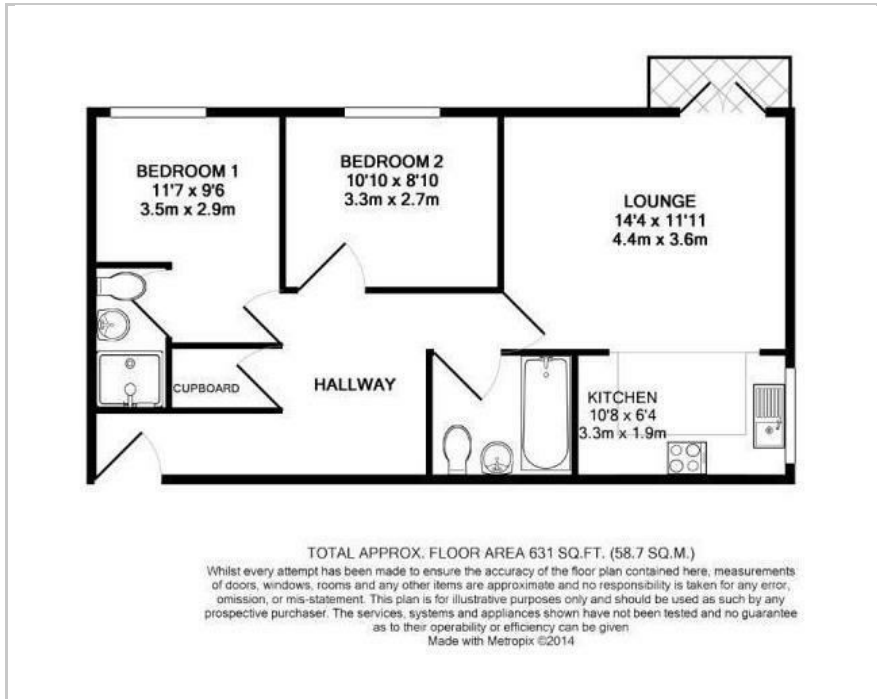 BEDROOM 1
11'7 x 9'6
3.5m x 2.9m
BEDROOM 2
10'10 x 8'10
3.3m x 2.7m
LOUNGE
14'4 x 11'11
4.4m x 3.6m
CUPBOARD
HALLWAY
KITCHEN
10'8 x 6'4
3.3m x 1.9m
TOTAL APPROX. FLOOR AREA 631 SQ.FT. (58.7 SQ.M.)
Whilst every attempt has been made to ensure the accuracy of the floor plan contained here, measurements
of doors, windows, rooms and any other items are approximate and no responsibility is taken for any error,
omission, or mis-statement. This plan is for illustrative purposes only and should be used as such by any
prospective purchaser. The services, systems and appliances shown have not been tested and no guarantee
as to their operability or efficiency can be given
Made with Metropix ©2014